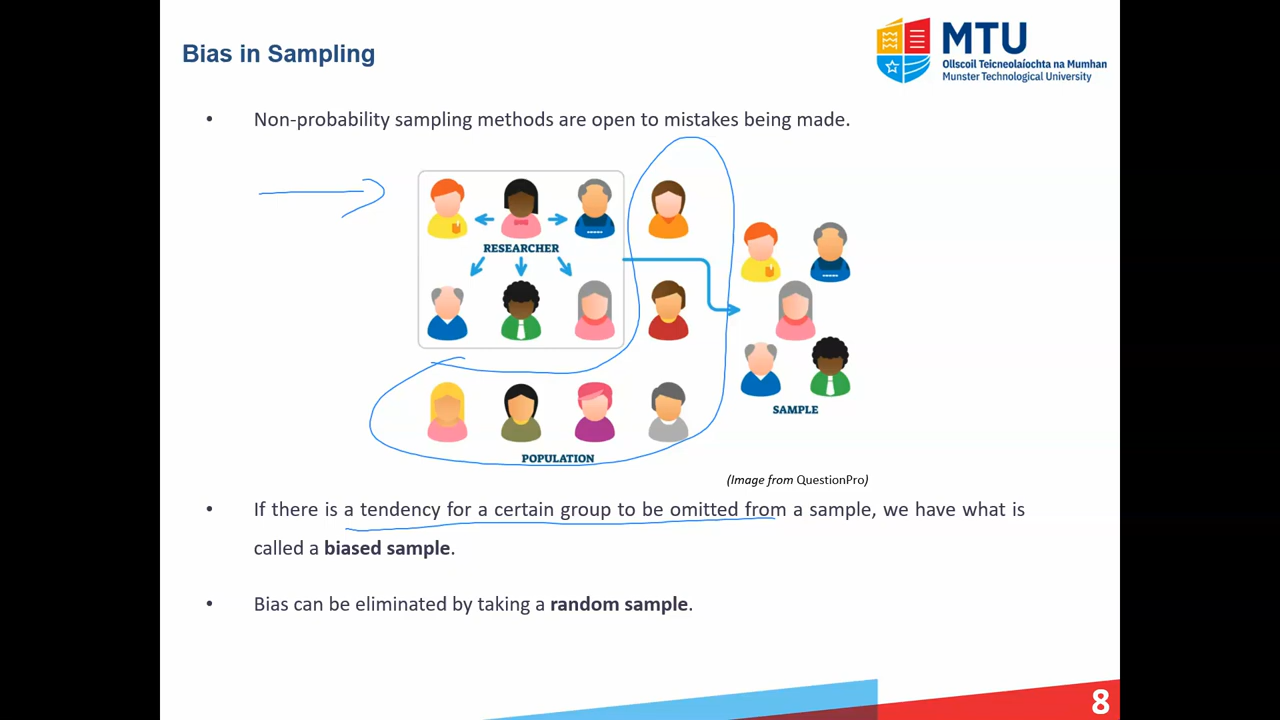 Bias in Sampling
MTU
Ollscoil Teicneolaíochta na Mumhan
Munster Technological University
• Non-probability sampling methods are open to mistakes being made.
RESEARCHER
SAMPLE
POPULATION
(Image from QuestionPro)
• If there is a tendency for a certain group to be omitted from a sample, we have what is
called a biased sample.
• Bias can be eliminated by taking a random sample.
8